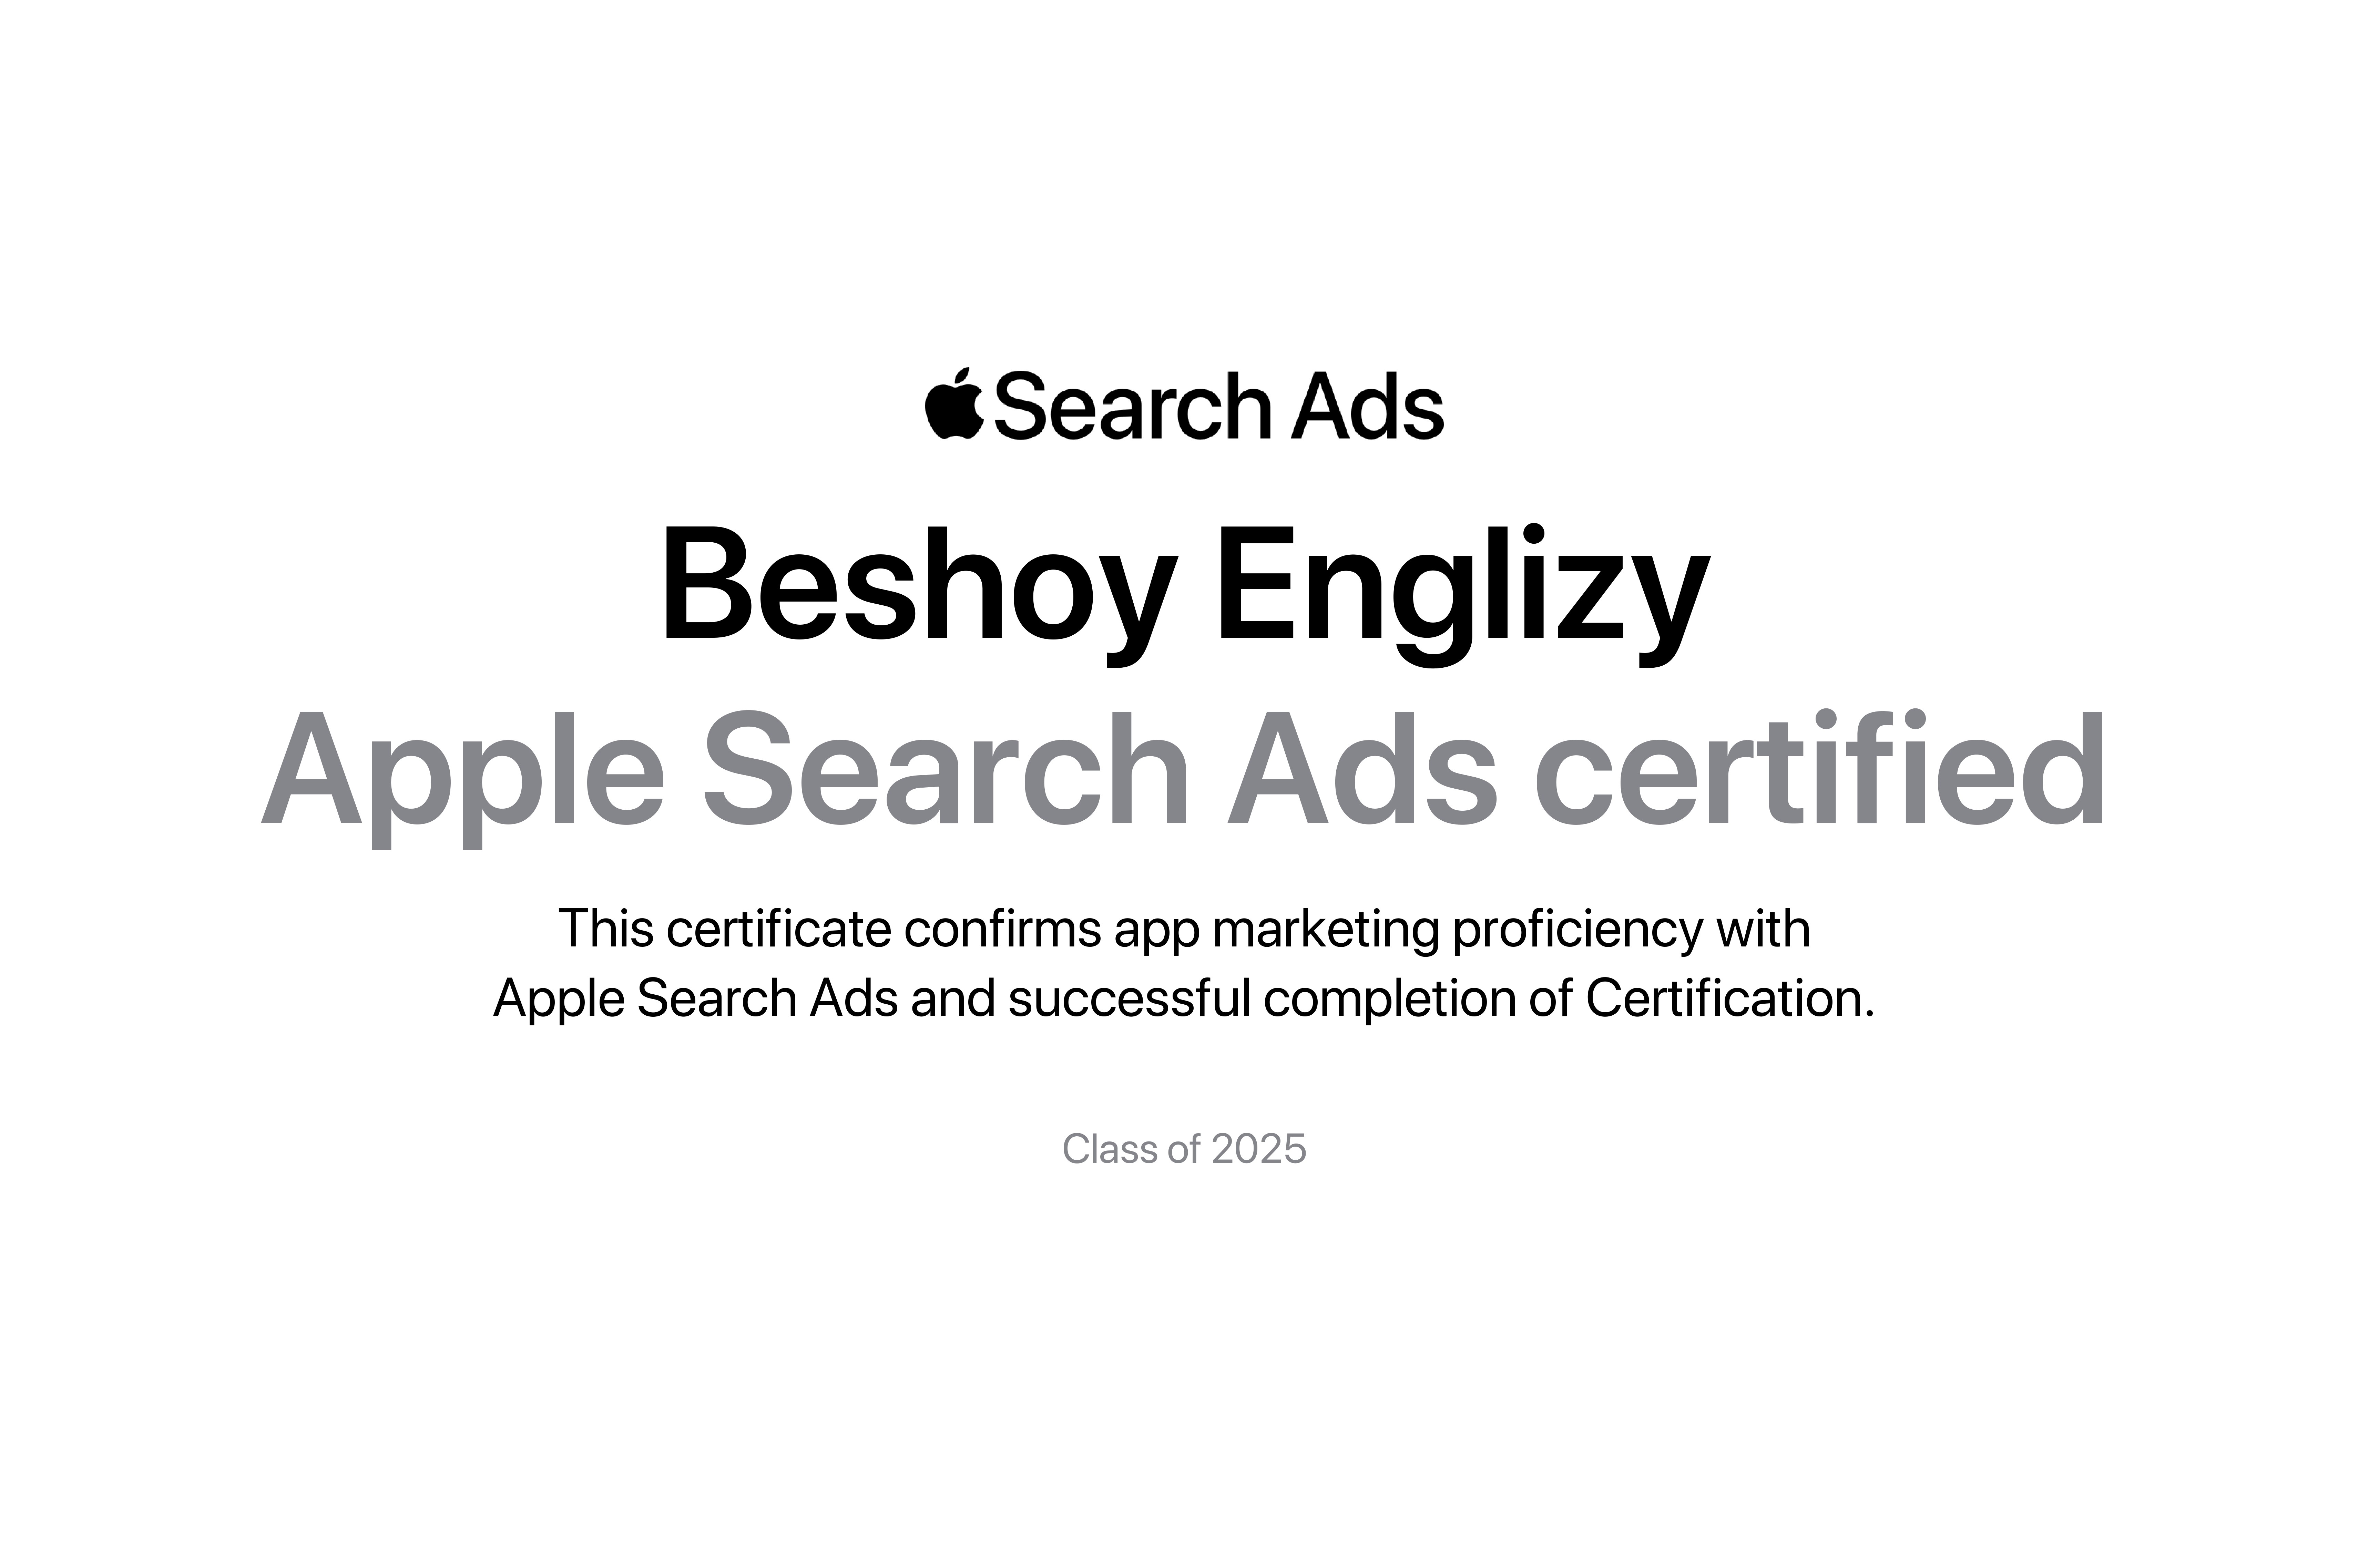 Search Ads
Beshoy Englizy
Apple Search Ads certified
This certificate confirms app marketing proficiency with
Apple Search Ads and successful completion of Certification.
Class of 2025